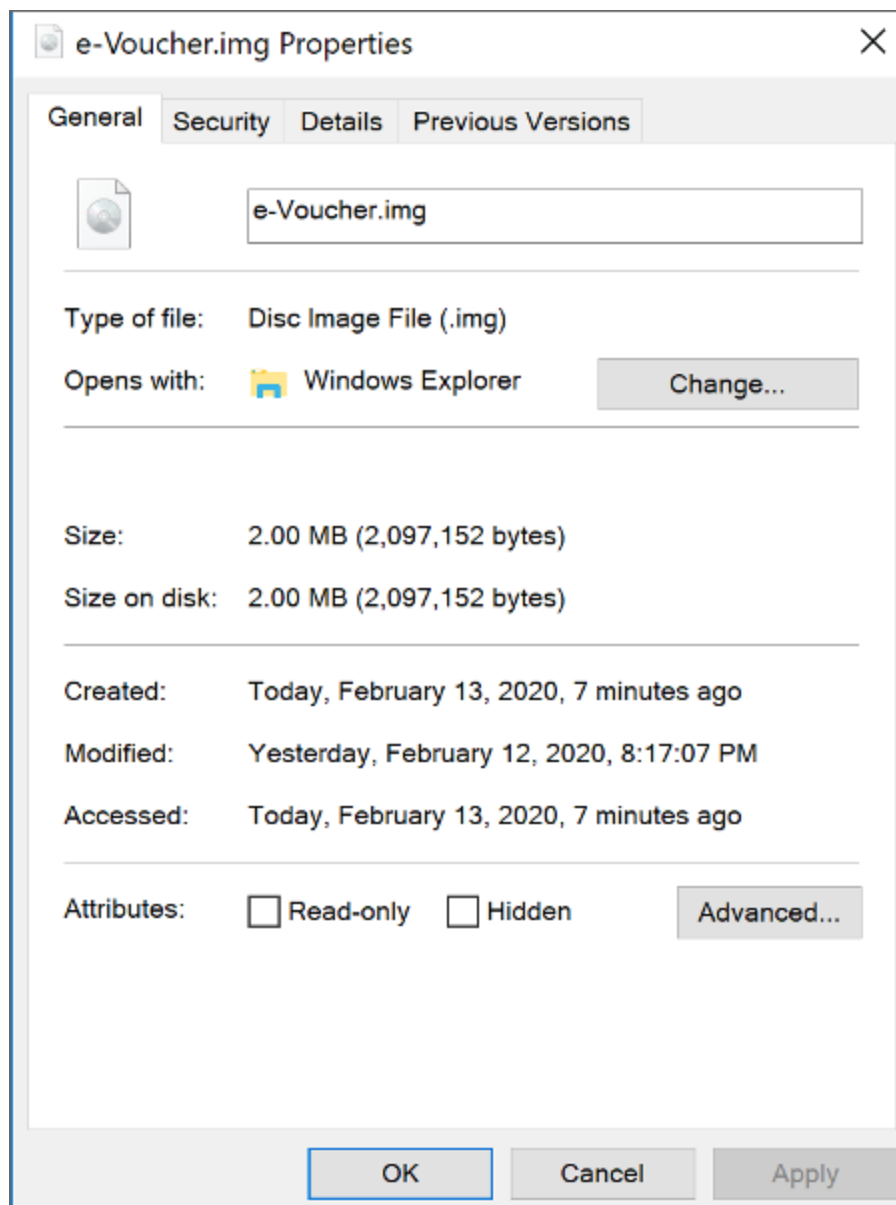 e-Voucher.img Properties
General Security Details Previous Versions
e-Voucher.img
Type of file: Disc Image File (.img)
Opens with: Windows Explorer Change...
Size: 2.00 MB (2,097,152 bytes)
Size on disk: 2.00 MB (2,097,152 bytes)
Created: Today, February 13, 2020, 7 minutes ago
Modified: Yesterday, February 12, 2020, 8:17:07 PM
Accessed: Today, February 13, 2020, 7 minutes ago
Attributes: Read-only Hidden Advanced...
OK Cancel Apply